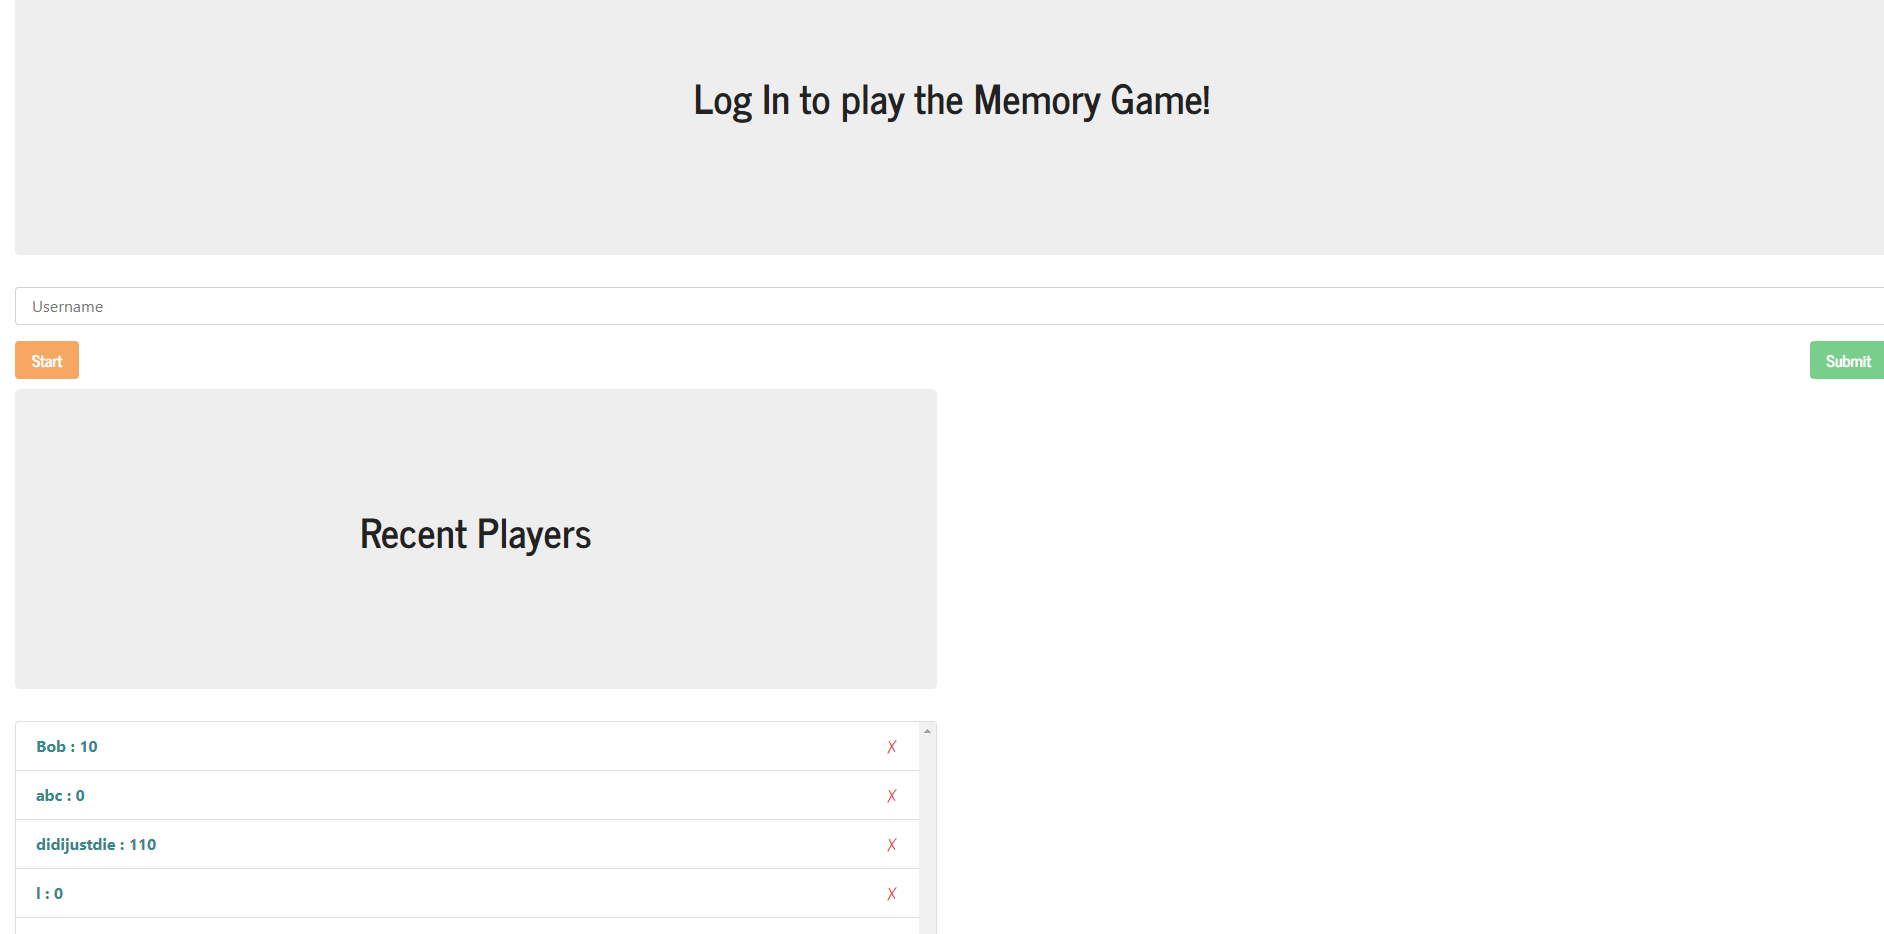 Log In to play the Memory Game!
Username
Start
Submit
Recent Players
Bob : 10
X
abc : 0
X
didijustdie : 110
X
l : 0
X